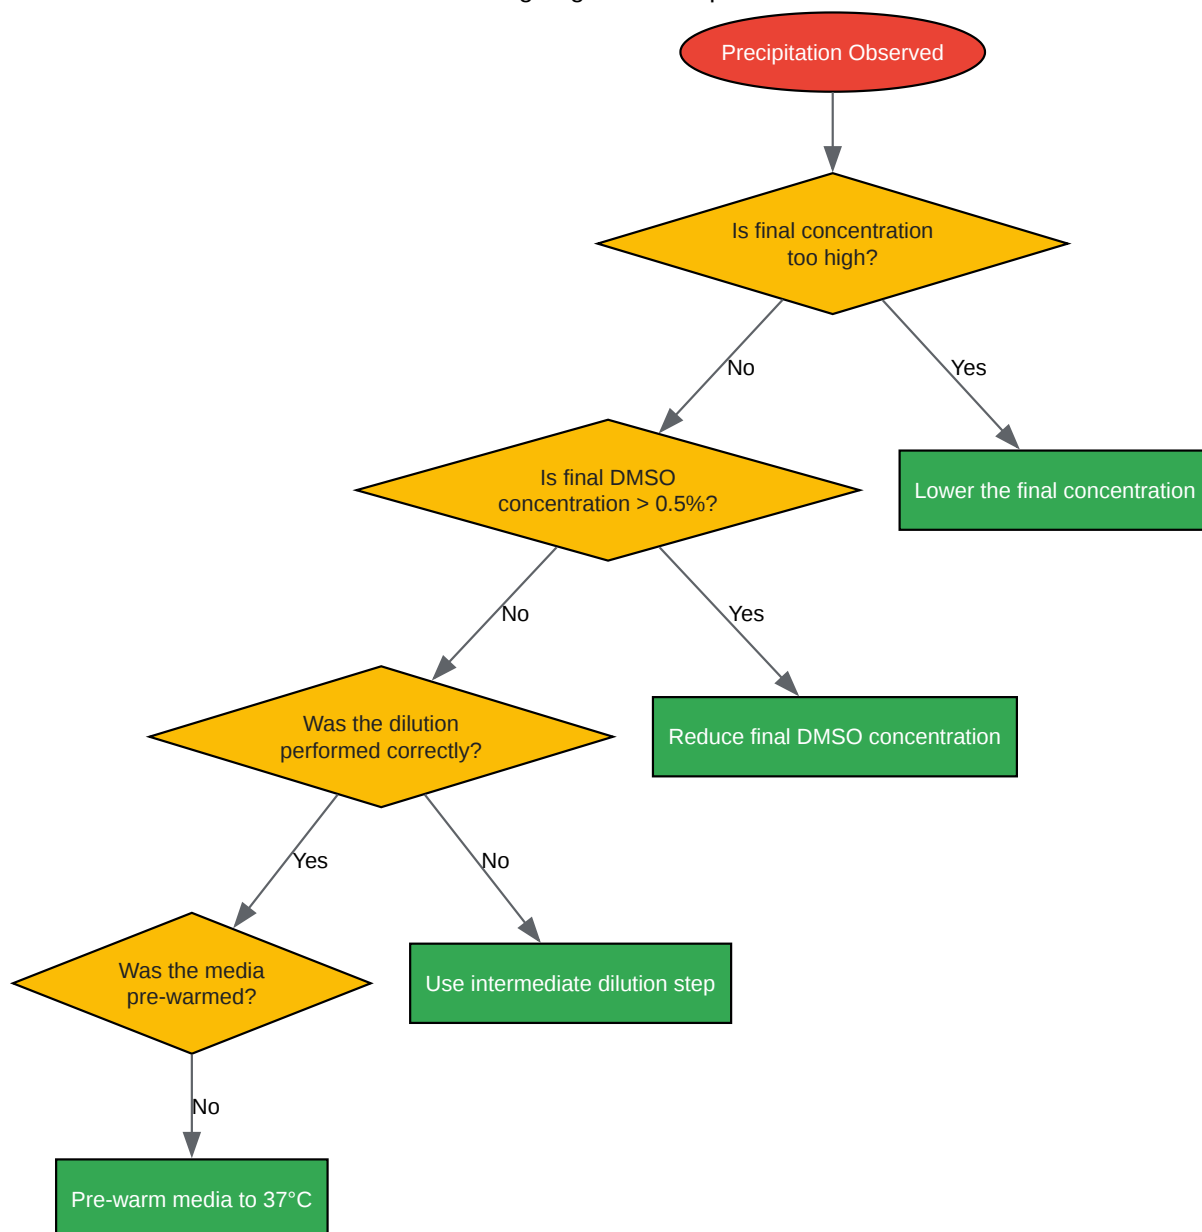 Precipitation Observed
Is final concentration
too high?
No
Yes
Is final DMSO
concentration > 0.5%?
Lower the final concentration
No
Yes
Was the dilution
performed correctly?
Reduce final DMSO concentration
Yes
No
Was the media
pre-warmed?
Use intermediate dilution step
No
Pre-warm media to 37°C